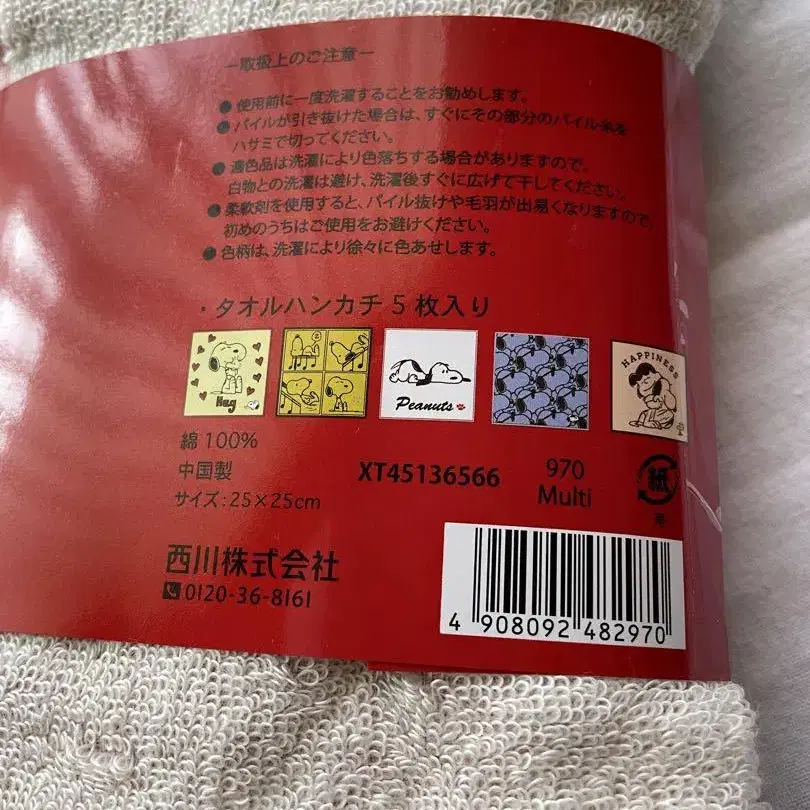 ー取扱上のご注意ー
● 使用前に一度洗濯することをお勧めします。
● パイルが引き抜けた場合は、すぐにその部分のパイル糸を
ハサミで切ってください。
● 濃色品は洗濯により色落ちする場合がありますので、
白物との洗濯は避け、洗濯後すぐに広げて干してください。
● 柔軟剤を使用すると、パイル抜けや毛羽が出易くなりますので、
初めのうちはご使用をお避けください。
● 色柄は、洗濯により徐々に色あせします。
・タオルハンカチ5枚入り
Hug
Peanuts
HAPPINESS
綿 100%
中国製
サイズ:25×25cm
XT45136566
970
Multi
紙
帯
西川株式会社
0120-36-8161
4 908092 482970